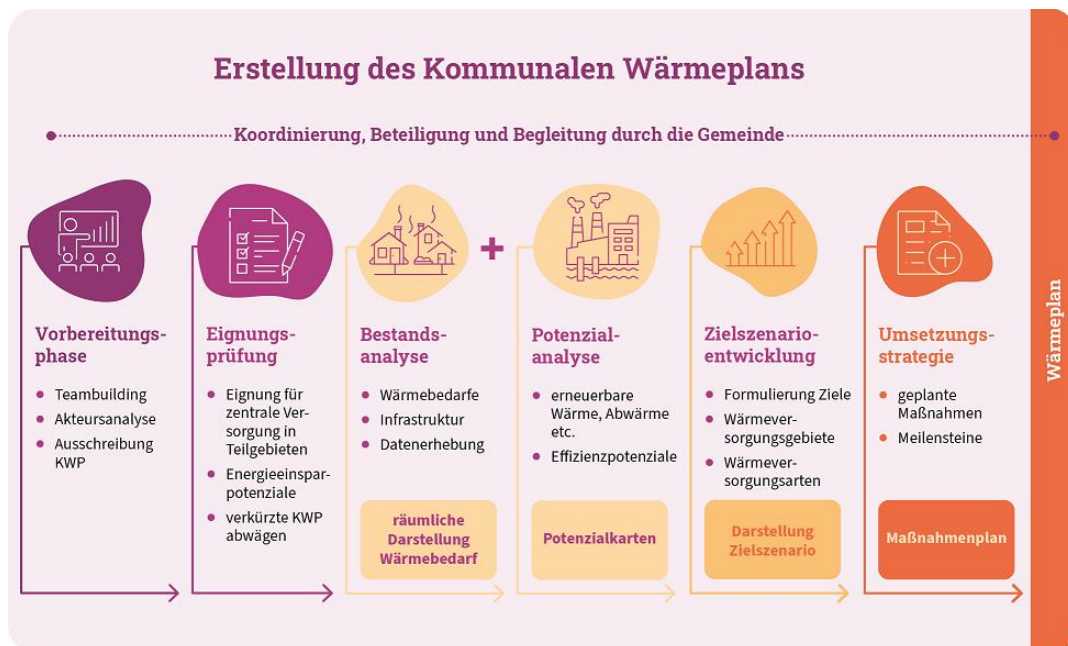 Erstellung des Kommunalen Wärmeplans
Koordinierung, Beteiligung und Begleitung durch die Gemeinde
Vorbereitungs-
phase
Teambuilding
Akteursanalyse
Ausschreibung
KWP
Eignungs-
prüfung
Eignung für
zentrale Ver-
sorgung in
Teilgebieten
Energieeinspar-
potenziale
verkürzte KWP
abwägen
Bestands-
analyse
Wärmebedarfe
Infrastruktur
Datenerhebung
räumliche
Darstellung
Wärmebedarf
+
Potenzial-
analyse
erneuerbare
Wärme, Abwärme
etc.
Effizienzpotenziale
Potenzialkarten
Zielszenario-
entwicklung
Formulierung Ziele
Wärmever-
sorgungsgebiete
Wärmever-
sorgungsarten
Darstellung
Zielszenario
Umsetzungs-
strategie
geplante
Maßnahmen
Meilensteine
Maßnahmenplan
Wärmeplan